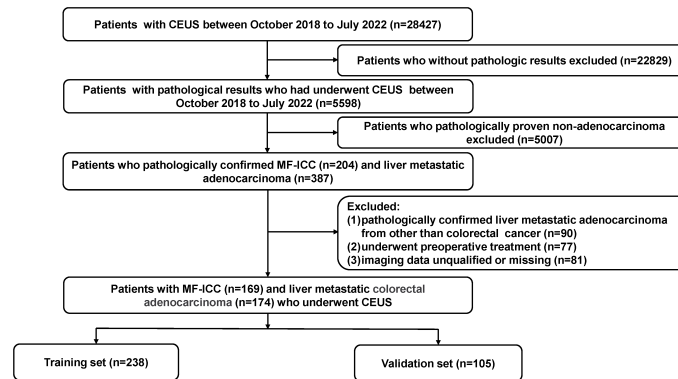 Patients with CEUS between October 2018 to July 2022 (n=28427)
Patients who without pathologic results excluded (n=22829)
Patients with pathological results who had underwent CEUS between
October 2018 to July 2022 (n=5598)
Patients who pathologically proven non-adenocarcinoma
excluded (n=5007)
Patients who pathologically confirmed MF-ICC (n=204) and liver metastatic
adenocarcinoma (n=387)
Excluded:
(1)pathologically confirmed liver metastatic adenocarcinoma
from other than colorectal cancer (n=90)
(2)underwent preoperative treatment (n=77)
(3)imaging data unqualified or missing (n=81)
Patients with MF-ICC (n=169) and liver metastatic colorectal
adenocarcinoma (n=174) who underwent CEUS
Training set (n=238)
Validation set (n=105)